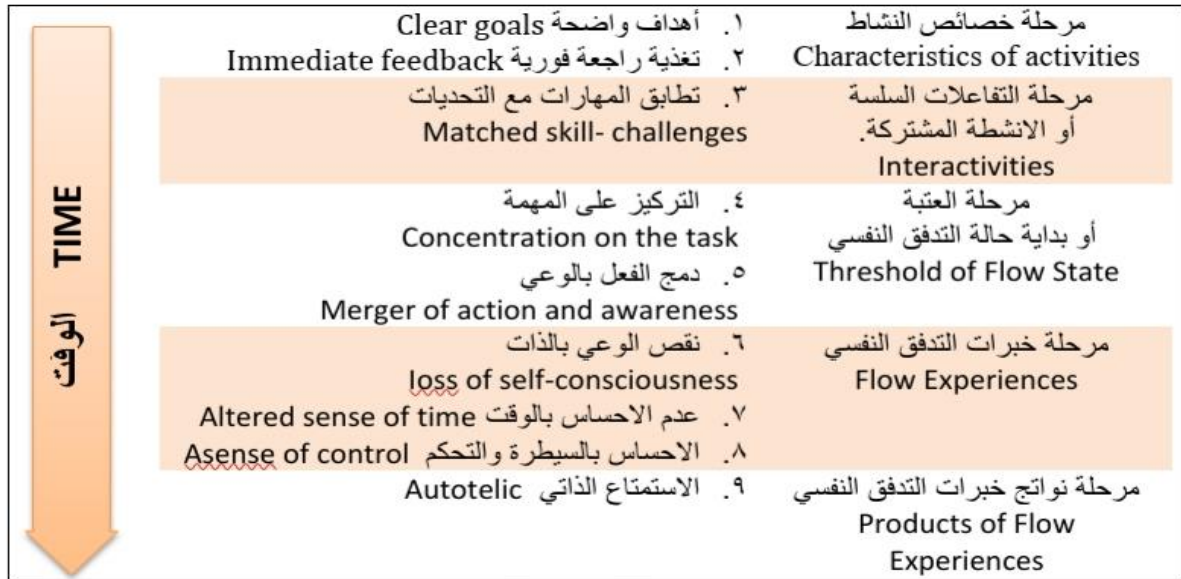 مرحلة خصائص النشاط
Characteristics of activities
١. أهداف واضحة Clear goals
٢. تغذية راجعة فورية Immediate feedback
مرحلة التفاعلات السلسة
أو الانشطة المشتركة.
Interactivities
٣. تطابق المهارات مع التحديات
Matched skill- challenges
مرحلة العتبة
أو بداية حالة التدفق النفسي
Threshold of Flow State
٤. التركيز على المهمة
Concentration on the task
٥. دمج الفعل بالوعي
Merger of action and awareness
مرحلة خبرات التدفق النفسي
Flow Experiences
٦. نقص الوعي بالذات
loss of self-consciousness
٧. عدم الاحساس بالوقت Altered sense of time
٨. الاحساس بالسيطرة والتحكم Asense of control
مرحلة نواتج خبرات التدفق النفسي
Products of Flow
Experiences
٩. الاستمتاع الذاتي Autotelic
الوقت TIME